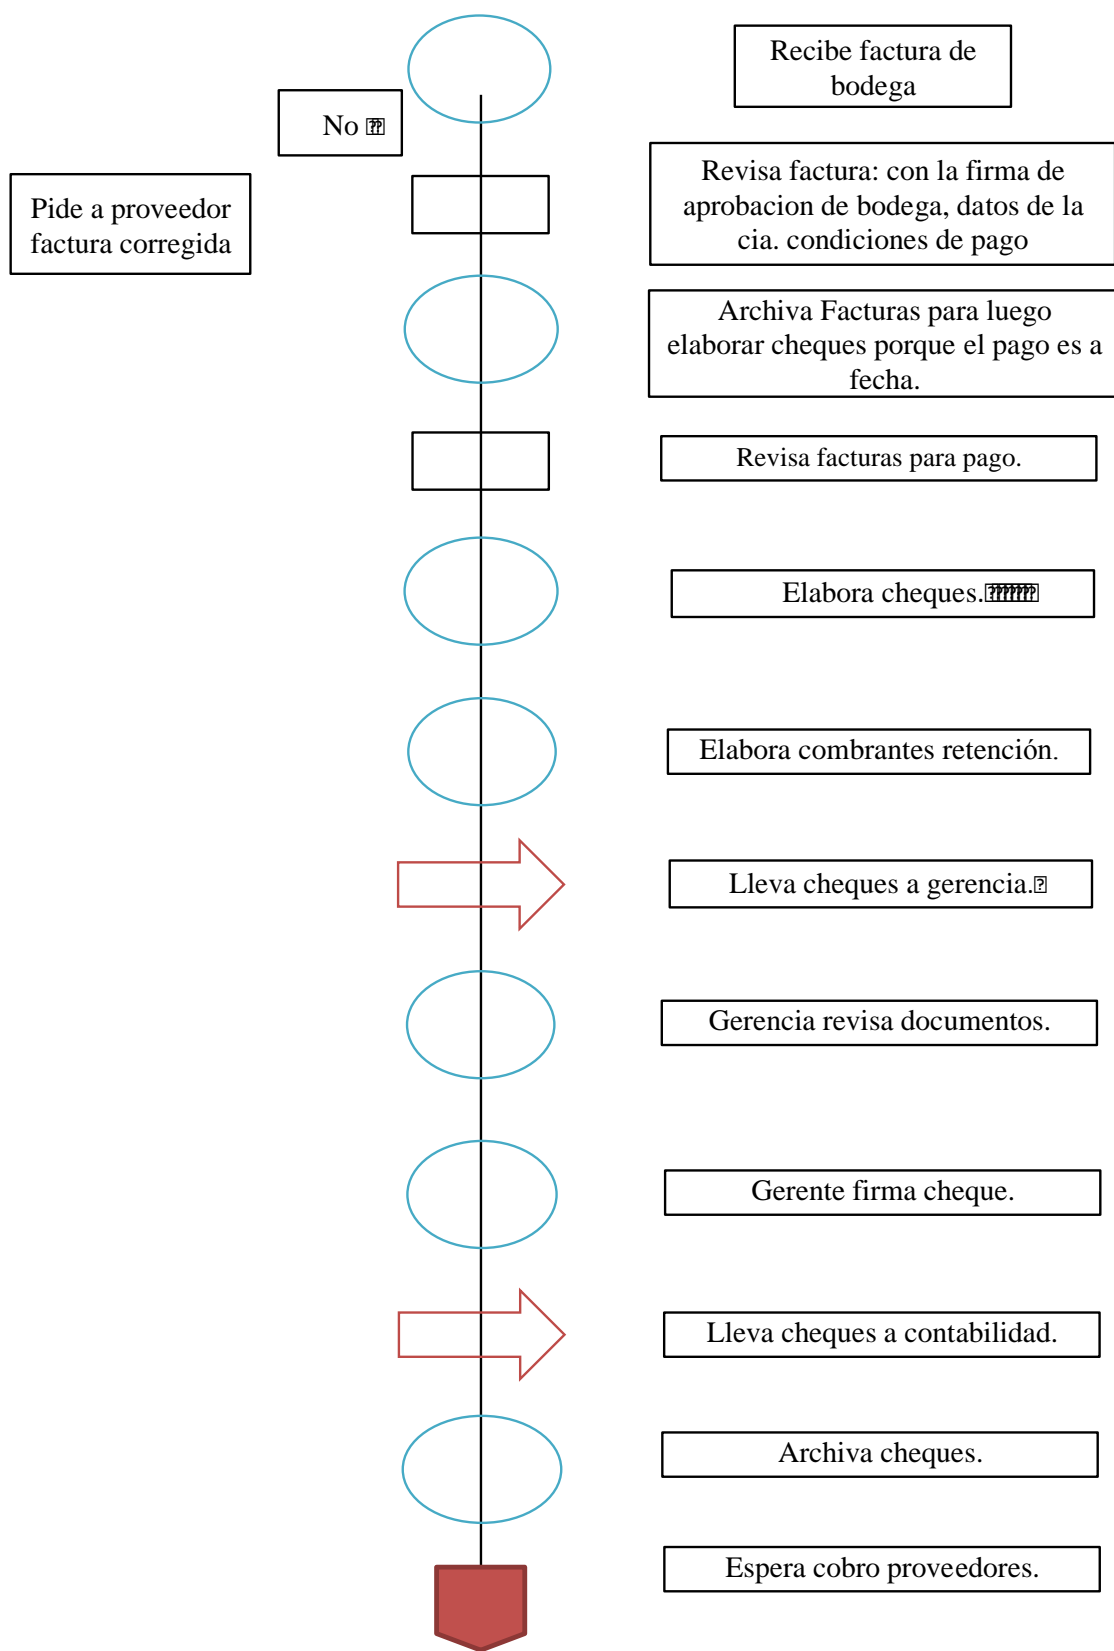 Recibe factura de
bodega
No
Revisa factura: con la firma de
aprobacion de bodega, datos de la
cia. condiciones de pago
Pide a proveedor
factura corregida
Archiva Facturas para luego
elaborar cheques porque el pago es a
fecha.
Revisa facturas para pago.
Elabora cheques.
Elabora combrantes retención.
Lleva cheques a gerencia.
Gerencia revisa documentos.
Gerente firma cheque.
Lleva cheques a contabilidad.
Archiva cheques.
Espera cobro proveedores.